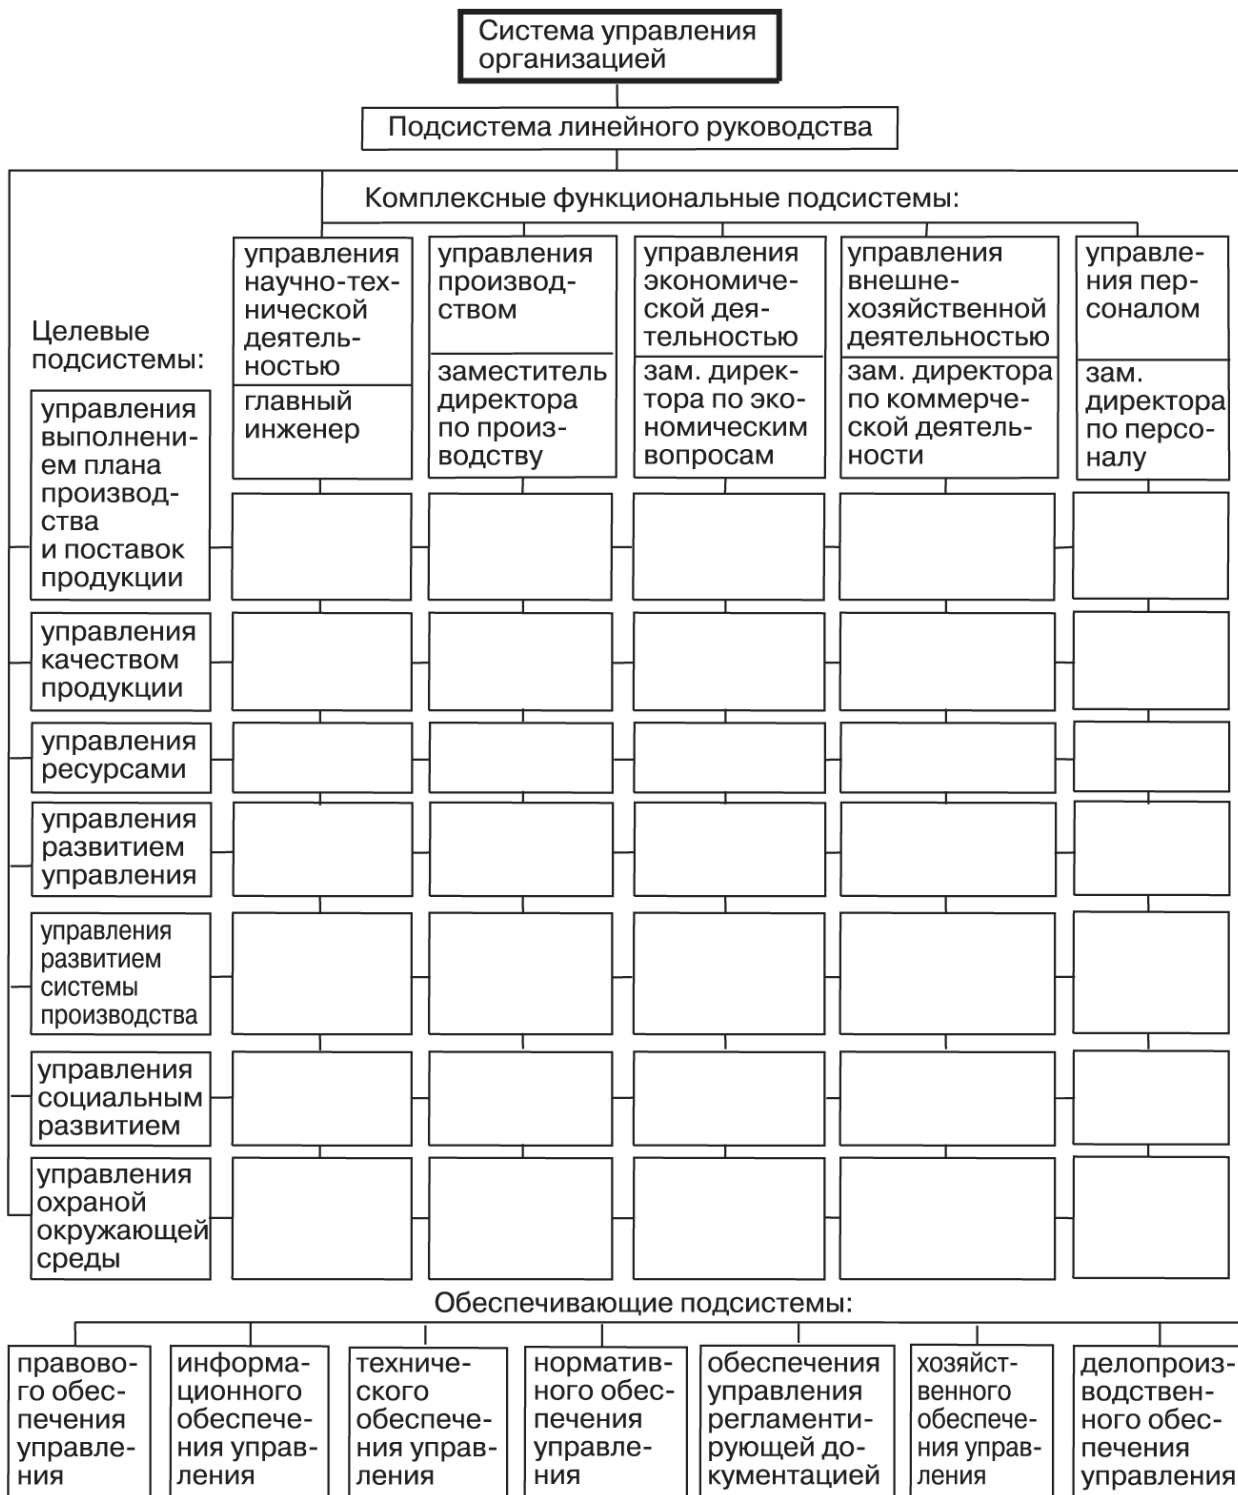 Система управления
организацией
Подсистема линейного руководства
Комплексные функциональные подсистемы:
управления
научно-тех-
нической
деятель-
ностью
главный
инженер
управления
производ-
ством
заместитель
директора
по произ-
водству
управления
экономиче-
ской дея-
тельностью
зам. дирек-
тора по эко-
номическим
вопросам
управления
внешне-
хозяйственной
деятельностью
зам. директора
по коммерче-
ской деятель-
ности
управле-
ния пер-
соналом
зам.
директора
по персо-
налу
Целевые
подсистемы:
управления
выполнени-
ем плана
производ-
ства
и поставок
продукции
управления
качеством
продукции
управления
ресурсами
управления
развитием
управления
управления
развитием
системы
производства
управления
социальным
развитием
управления
охраной
окружающей
среды
Обеспечивающие подсистемы:
правово-
го обес-
печения
управле-
ния
информа-
ционного
обеспече-
ния управ-
ления
техниче-
ского
обеспече-
ния управ-
ления
норматив-
ного обес-
печения
управле-
ния
обеспечения
управления
регламенти-
рующей до-
кументацией
хозяйст-
венного
обеспече-
ния управ-
ления
делопроиз-
водствен-
ного обес-
печения
управления